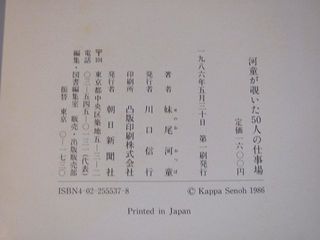 河童が覗いた50人の仕事場
定価一六〇〇円
一九八六年五月三十日　第一刷発行
著者　妹尾河童
発行者　川口信行
印刷所　凸版印刷株式会社
発行所　朝日新聞社
〒104 東京都中央区築地五―三―二
電話　〇三―五四五―〇一三一(代表)
編集・図書編集室　販売・出版販売部
振替　東京　〇―一七三〇
ISBN4-02-255537-8
© Kappa Senoh 1986
Printed in Japan